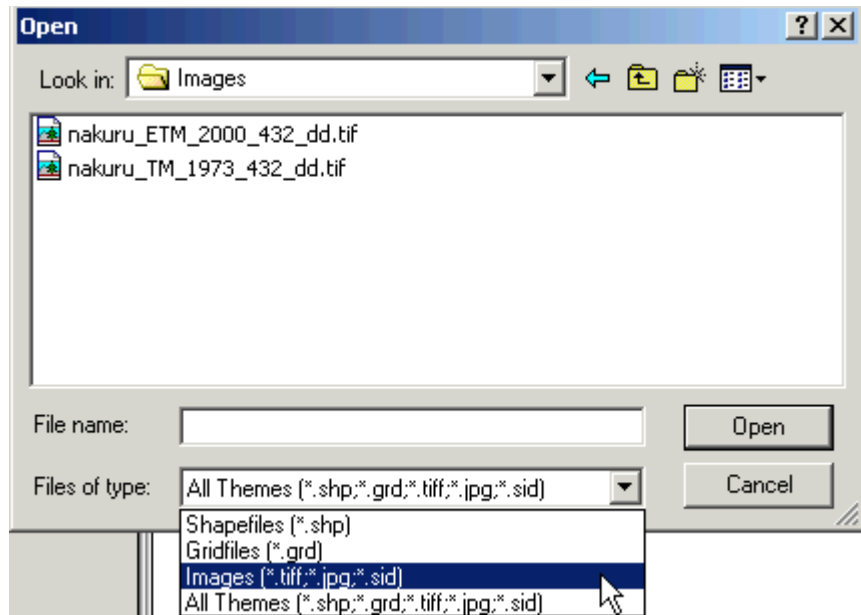 Open
Look in: Images
nakuru_ETM_2000_432_dd.tif
nakuru_TM_1973_432_dd.tif
File name: Open
Files of type: All Themes (*.shp;*.grd;*.tiff;*.jpg;*.sid) Cancel
Shapefiles (*.shp)
Gridfiles (*.grd)
Images (*.tiff;*.jpg;*.sid)
All Themes (*.shp;*.grd;*.tiff;*.jpg;*.sid)